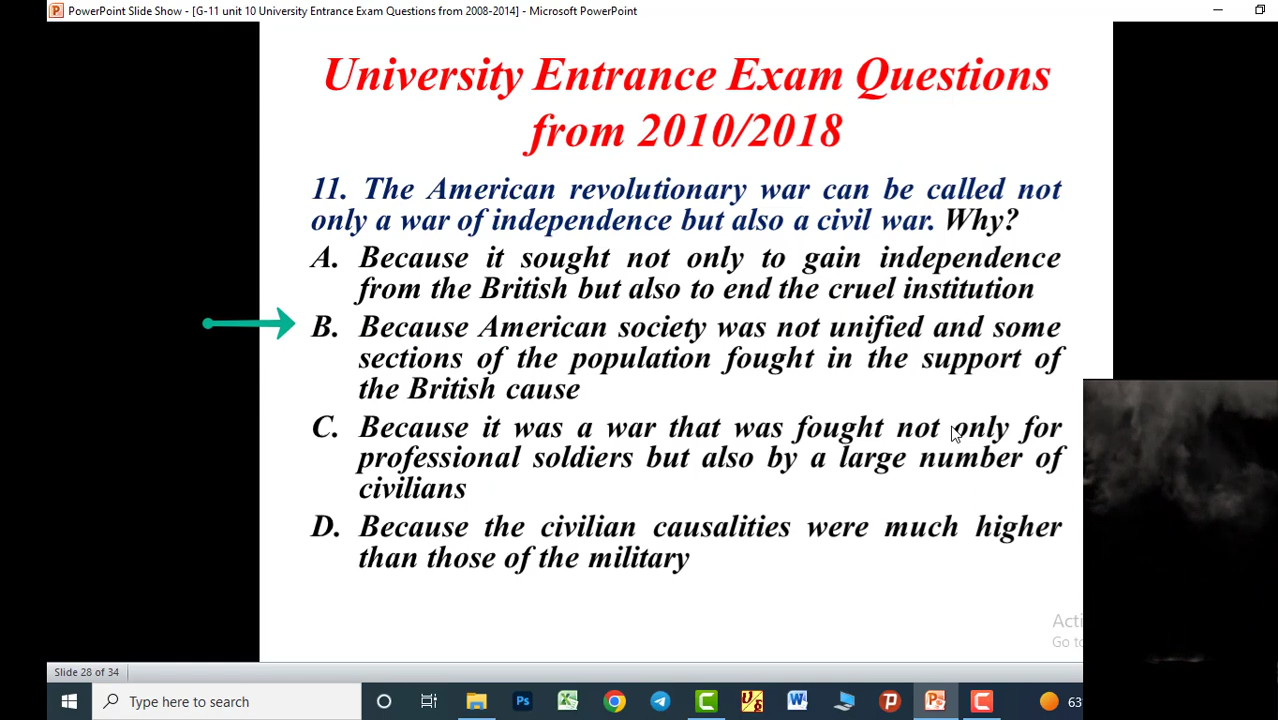 PowerPoint Slide Show - [G-11 unit 10 University Entrance Exam Questions from 2008-2014] - Microsoft PowerPoint
University Entrance Exam Questions
from 2010/2018
11. The American revolutionary war can be called not
only a war of independence but also a civil war. Why?
A. Because it sought not only to gain independence
from the British but also to end the cruel institution
B. Because American society was not unified and some
sections of the population fought in the support of
the British cause
C. Because it was a war that was fought not only for
professional soldiers but also by a large number of
civilians
D. Because the civilian causalities were much higher
than those of the military
Acti
Go to
Slide 28 of 34
Type here to search
63